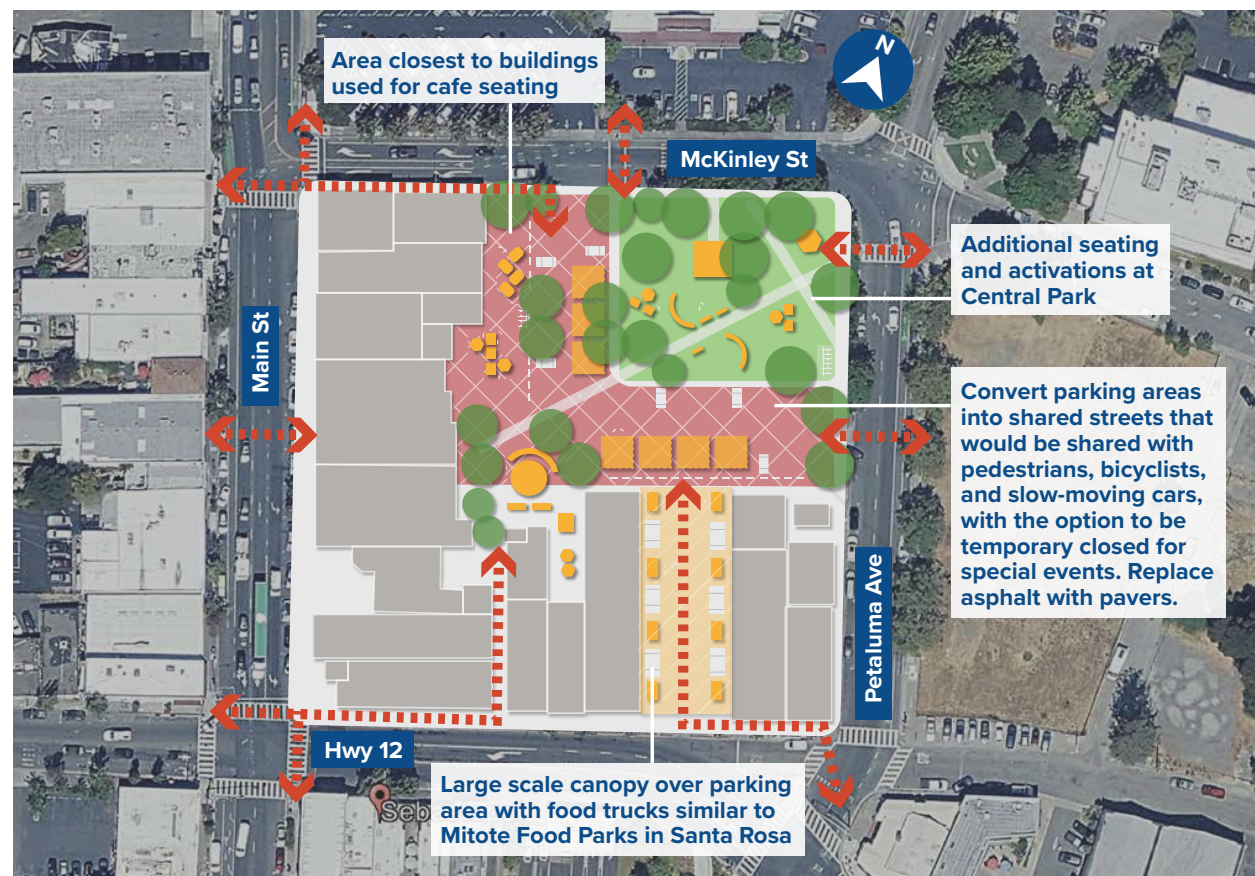 N
Area closest to buildings
used for cafe seating
McKinley St
Additional seating
and activations at
Central Park
Main St
Convert parking areas
into shared streets that
would be shared with
pedestrians, bicyclists,
and slow-moving cars,
with the option to be
temporary closed for
special events. Replace
asphalt with pavers.
Petaluma Ave
Hwy 12
Large scale canopy over parking
area with food trucks similar to
Mitote Food Parks in Santa Rosa